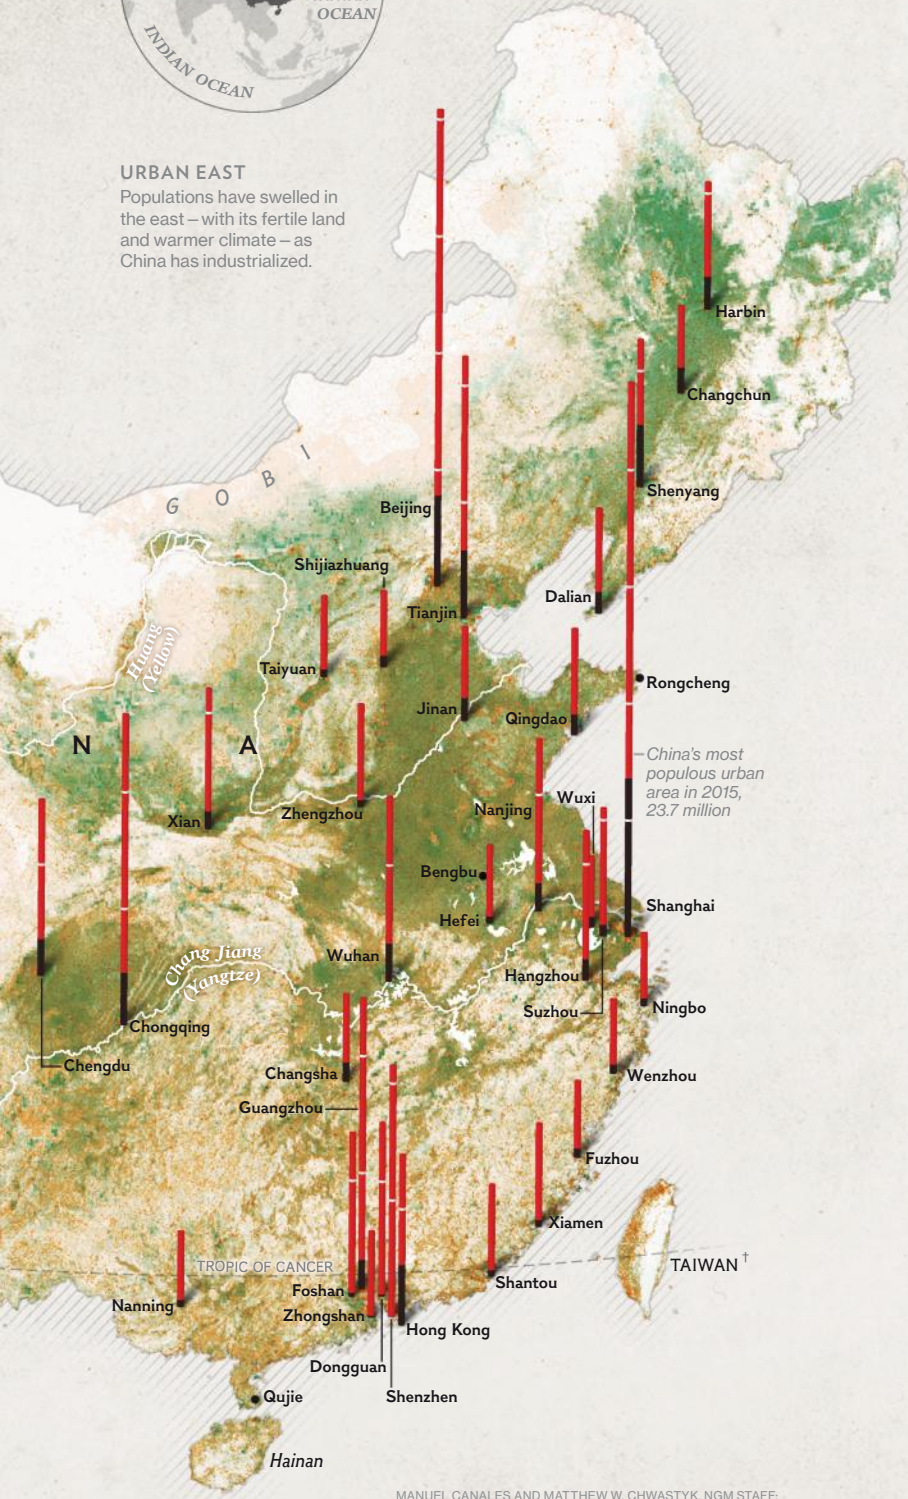 OCEAN
INDIAN OCEAN
URBAN EAST
Populations have swelled in
the east – with its fertile land
and warmer climate – as
China has industrialized.
Harbin
Changchun
GOBI
Shenyang
Beijing
Shijiazhuang
Dalian
Tianjin
Huang
(Yellow)
Taiyuan
Rongcheng
Jinan
Qingdao
N
A
China's most
populous urban
area in 2015,
23.7 million
Wuxi
Nanjing
Zhengzhou
Xian
Bengbu
Shanghai
Hefei
Chang Jiang
(Yangtze)
Wuhan
Hangzhou
Ningbo
Suzhou
Chongqing
Chengdu
Changsha
Wenzhou
Guangzhou
Fuzhou
Xiamen
TROPIC OF CANCER
TAIWAN †
Shantou
Foshan
Nanning
Zhongshan
Hong Kong
Dongguan
Qujie
Shenzhen
Hainan
MANUEL CANALES AND MATTHEW W. CHWASTYK, NGM STAFF;